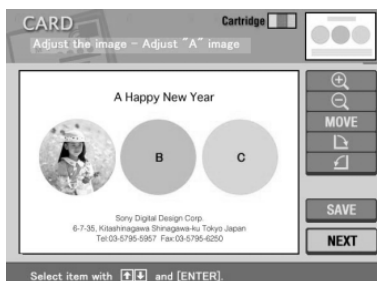 CARD
Cartridge
Adjust the image - Adjust "A" image
A Happy New Year
B
C
Sony Digital Design Corp.
6-7-35, Kitashinagawa Shinagawa-ku Tokyo Japan
Tel:03-5795-5957 Fax:03-5795-6250
MOVE
SAVE
NEXT
Select item with and [ENTER].